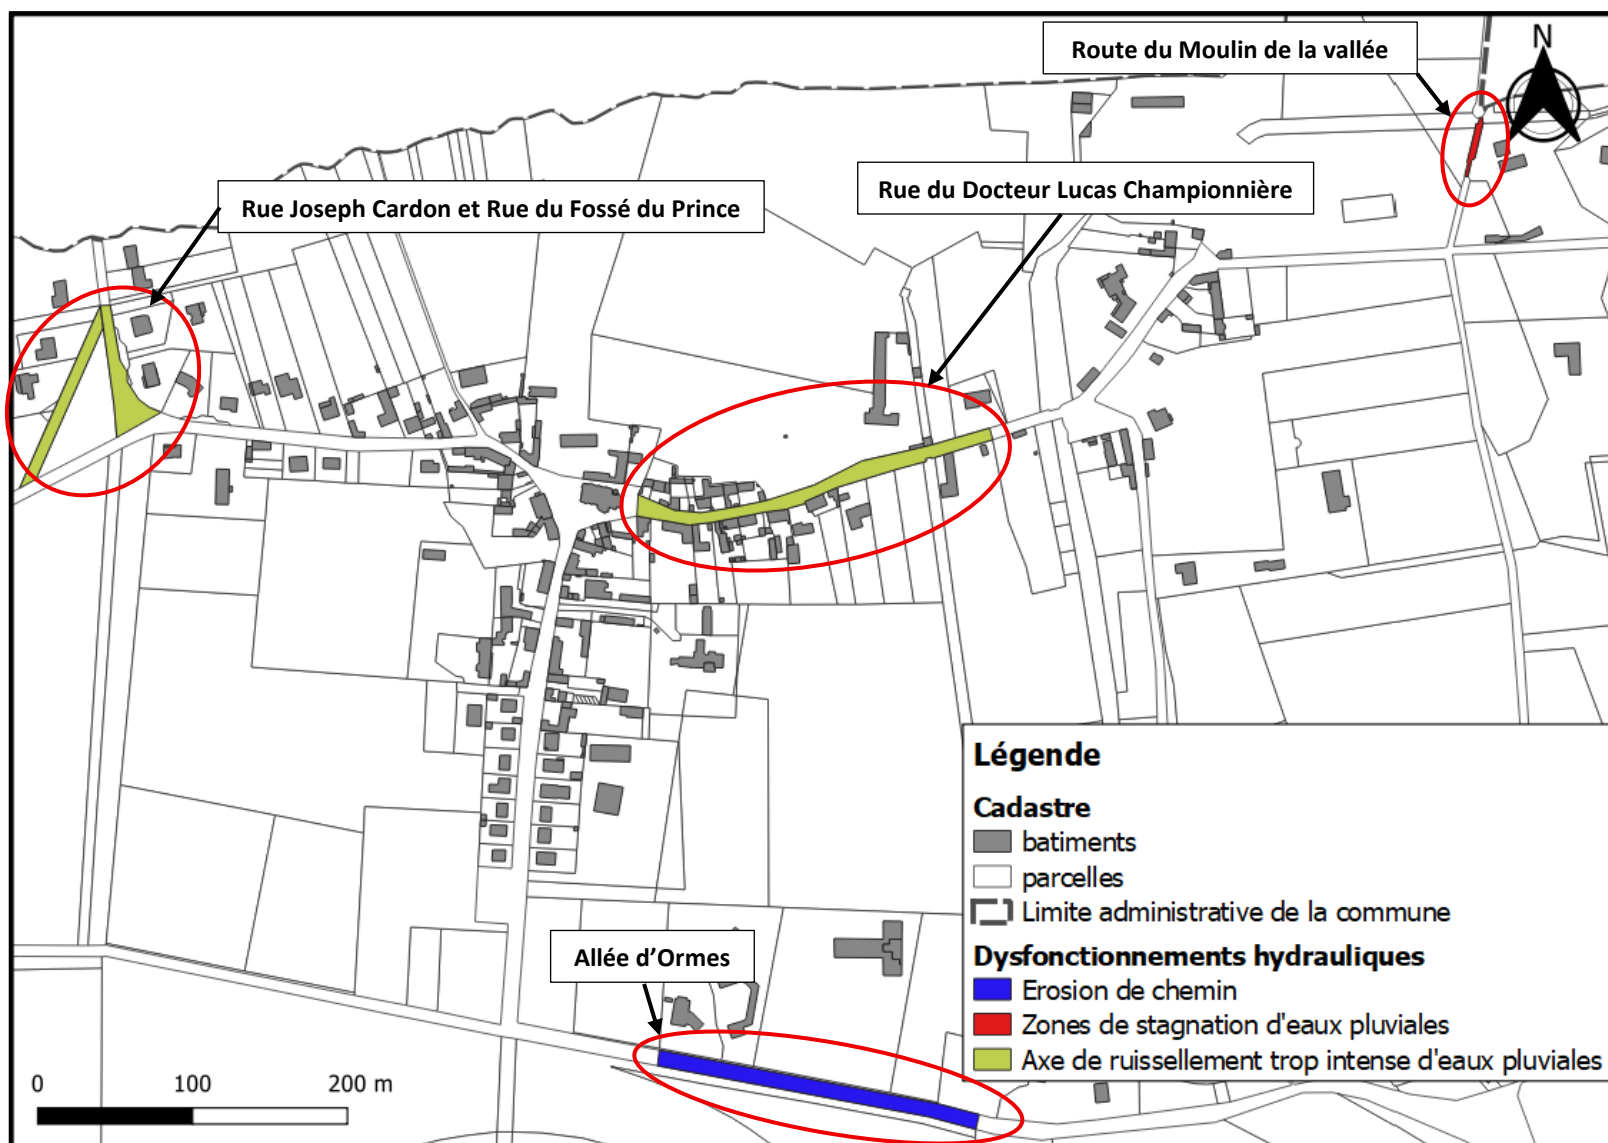 Route du Moulin de la vallée
N
Rue du Docteur Lucas Championnière
Rue Joseph Cardon et Rue du Fossé du Prince
Allée d'Ormes
Légende
Cadastre
batiments
parcelles
Limite administrative de la commune
Dysfonctionnements hydrauliques
Erosion de chemin
Zones de stagnation d'eaux pluviales
Axe de ruissellement trop intense d'eaux pluviales
0 100 200 m